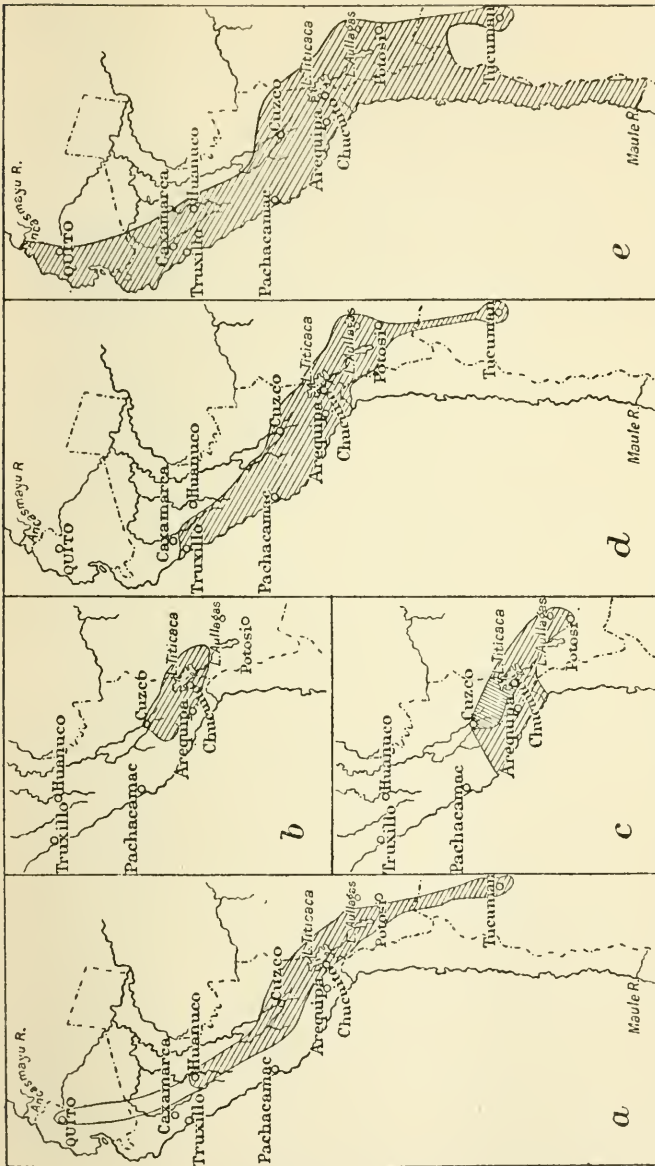 Ancasmayu R.
QUITO
Caxamarca
Huanuco
Truxillo
Pachacamac
Cuzco
L. Titicaca
Arequipa
Chucuito
L. Aullagas
Potosi
Tucuman
Maule R.
a
Truxillo
Huanuco
Pachacamac
Cuzco
L. Titicaca
Arequipa
Chucuito
L. Aullagas
Potosi
b
Truxillo
Huanuco
Pachacamac
Cuzco
L. Titicaca
Arequipa
Chucuito
L. Aullagas
Potosi
c
Ancasmayu R
QUITO
Caxamarca
Huanuco
Truxillo
Pachacamac
Cuzco
L. Titicaca
Arequipa
Chucuito
L. Aullagas
Potosi
Tucuman
Maule R.
d
Ancasmayu R.
QUITO
Caxamarca
Huanuco
Truxillo
Pachacamac
Cuzco
L. Titicaca
Arequipa
Chucuito
L. Aullagas
Potosi
Tucuman
Maule R.
e